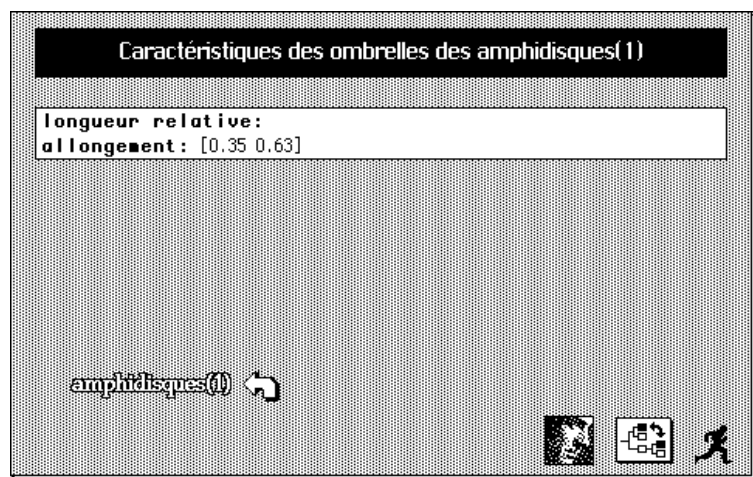 Caractéristiques des ombrelles des amphidisques(1)
longueur relative:
allongement: [0.35 0.63]
amphidisques(1)